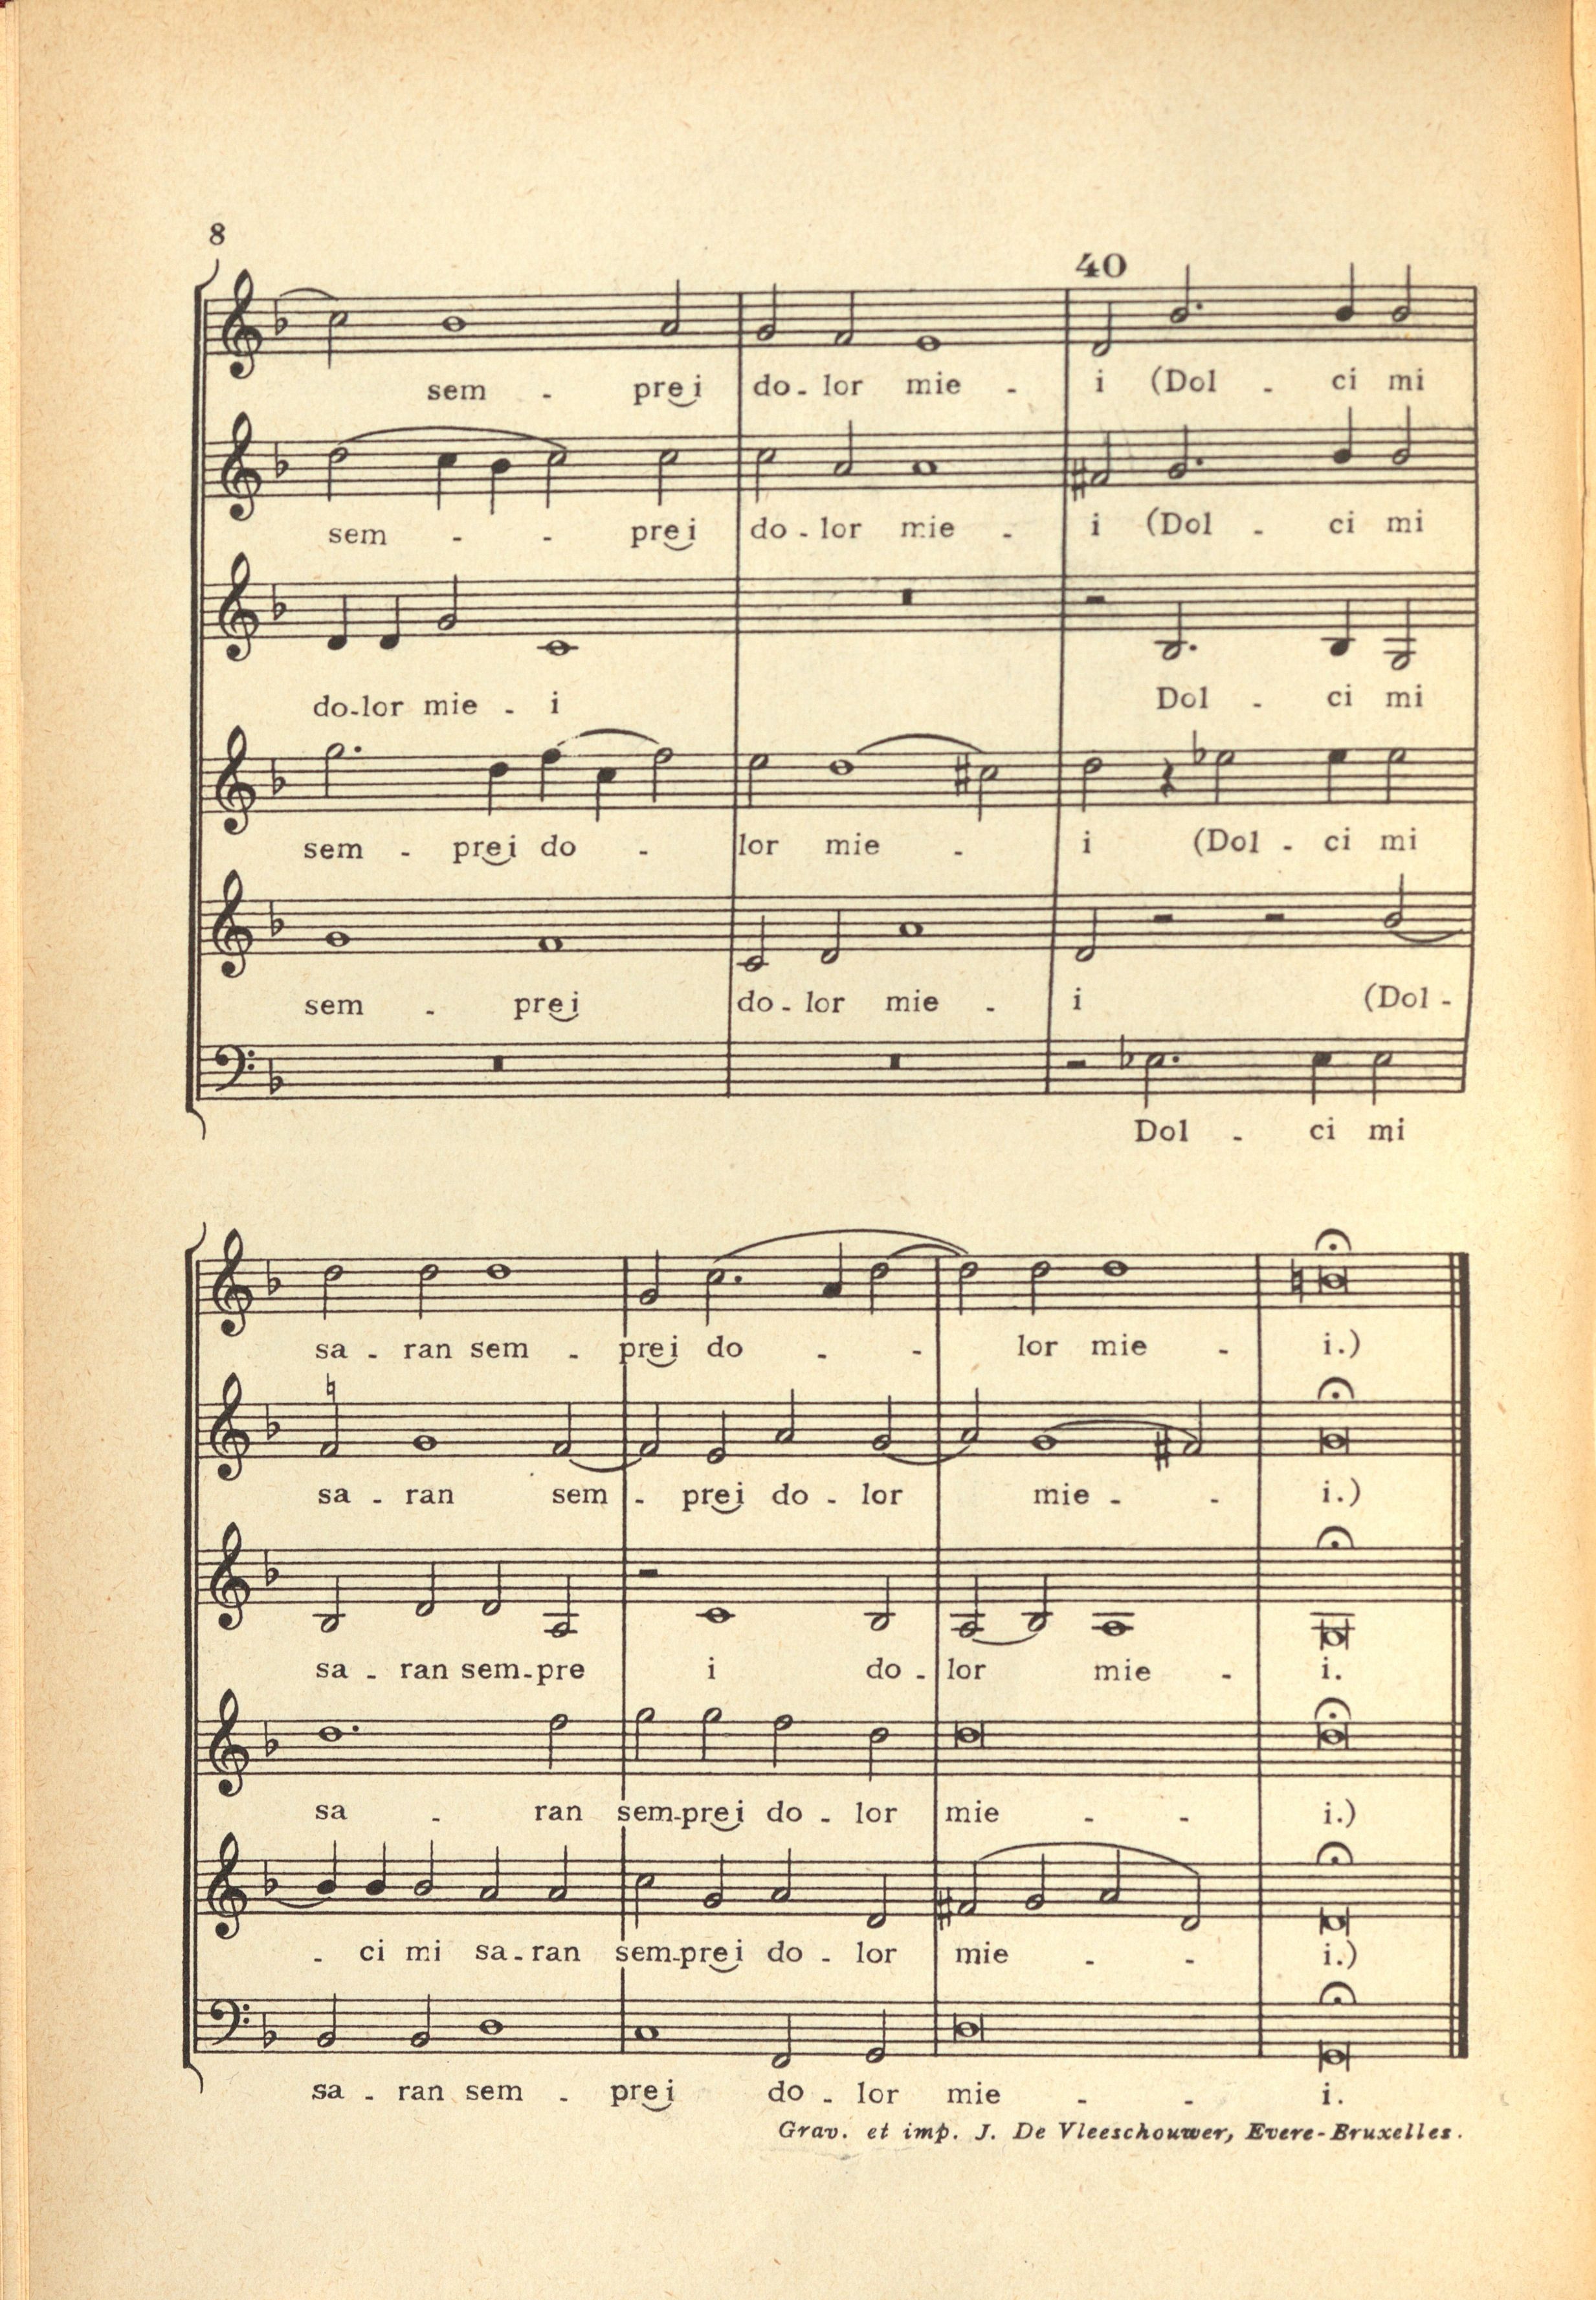 8
40
sem - prei do - lor mie - i (Dol - ci mi
sem - - prei do - lor mie - i (Dol - ci mi
do-lor mie - i Dol - ci mi
sem - prei do - lor mie - i (Dol - ci mi
sem - prei do - lor mie - i (Dol -
Dol - ci mi
sa - ran sem - prei do - - lor mie - i.)
sa - ran sem - prei do - lor mie - - i.)
sa - ran sem-pre i do - lor mie - i.
sa - ran sem-prei do - lor mie - - i.)
- ci mi sa-ran sem-prei do - lor mie - - i.)
sa - ran sem - prei do - lor mie - - i.
Grav. et imp. J. De Vleeschouwer, Evere-Bruxelles.